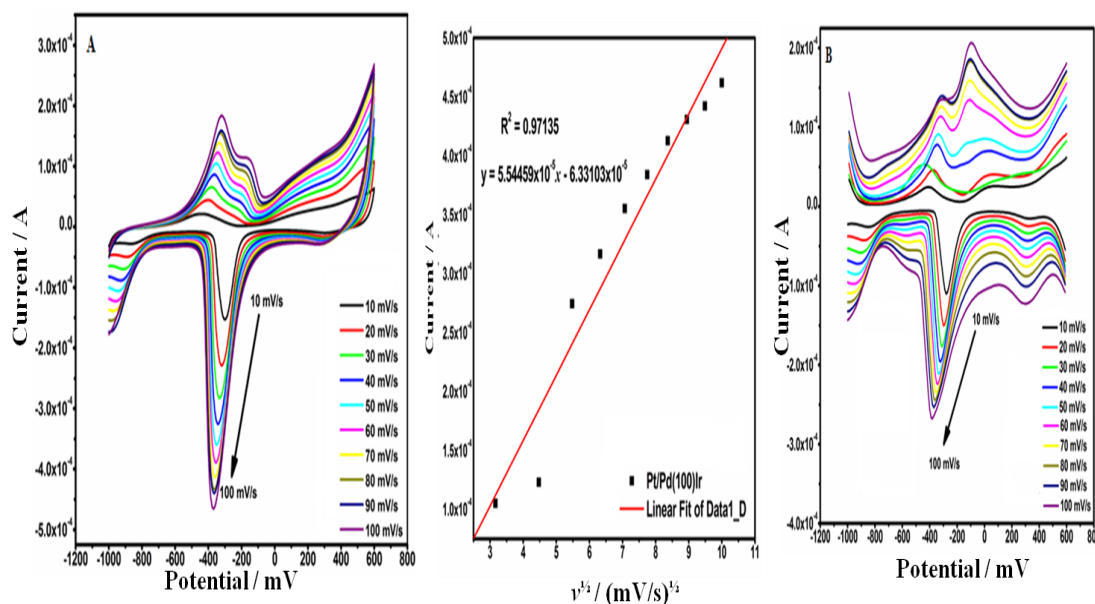 A
3.0x10⁻⁴
2.0x10⁻⁴
1.0x10⁻⁴
0.0
-1.0x10⁻⁴
-2.0x10⁻⁴
-3.0x10⁻⁴
-4.0x10⁻⁴
-5.0x10⁻⁴
Current / A
10 mV/s
100 mV/s
10 mV/s
20 mV/s
30 mV/s
40 mV/s
50 mV/s
60 mV/s
70 mV/s
80 mV/s
90 mV/s
100 mV/s
-1200 -1000 -800 -600 -400 -200 0 200 400 600 800
Potential / mV
5.0x10⁻⁴
4.5x10⁻⁴
4.0x10⁻⁴
3.5x10⁻⁴
3.0x10⁻⁴
2.5x10⁻⁴
2.0x10⁻⁴
1.5x10⁻⁴
1.0x10⁻⁴
Current / A
R² = 0.97135
y = 5.54459x10⁻⁵x - 6.33103x10⁻⁵
Pt/Pd(100)Ir
Linear Fit of Data1_D
3 4 5 6 7 8 9 10 11
v½ / (mV/s)½
B
2.0x10⁻⁴
1.0x10⁻⁴
0.0
-1.0x10⁻⁴
-2.0x10⁻⁴
-3.0x10⁻⁴
-4.0x10⁻⁴
Current / A
10 mV/s
100 mV/s
10 mV/s
20 mV/s
30 mV/s
40 mV/s
50 mV/s
60 mV/s
70 mV/s
80 mV/s
90 mV/s
100 mV/s
-1200 -1000 -800 -600 -400 -200 0 200 400 600 800
Potential / mV